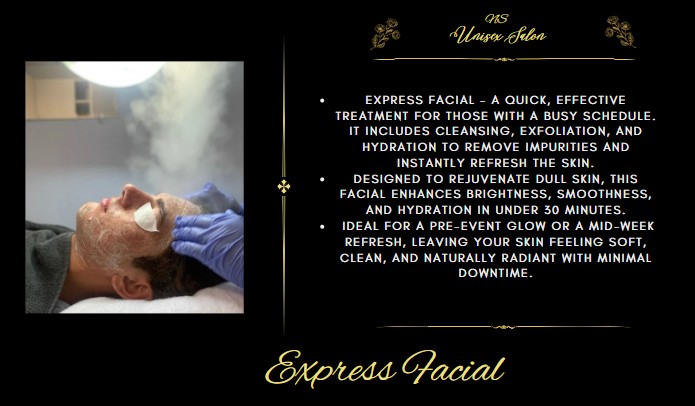 NS
Unisex Salon
• EXPRESS FACIAL – A QUICK, EFFECTIVE
TREATMENT FOR THOSE WITH A BUSY SCHEDULE.
IT INCLUDES CLEANSING, EXFOLIATION, AND
HYDRATION TO REMOVE IMPURITIES AND
INSTANTLY REFRESH THE SKIN.
• DESIGNED TO REJUVENATE DULL SKIN, THIS
FACIAL ENHANCES BRIGHTNESS, SMOOTHNESS,
AND HYDRATION IN UNDER 30 MINUTES.
• IDEAL FOR A PRE-EVENT GLOW OR A MID-WEEK
REFRESH, LEAVING YOUR SKIN FEELING SOFT,
CLEAN, AND NATURALLY RADIANT WITH MINIMAL
DOWNTIME.
Express Facial